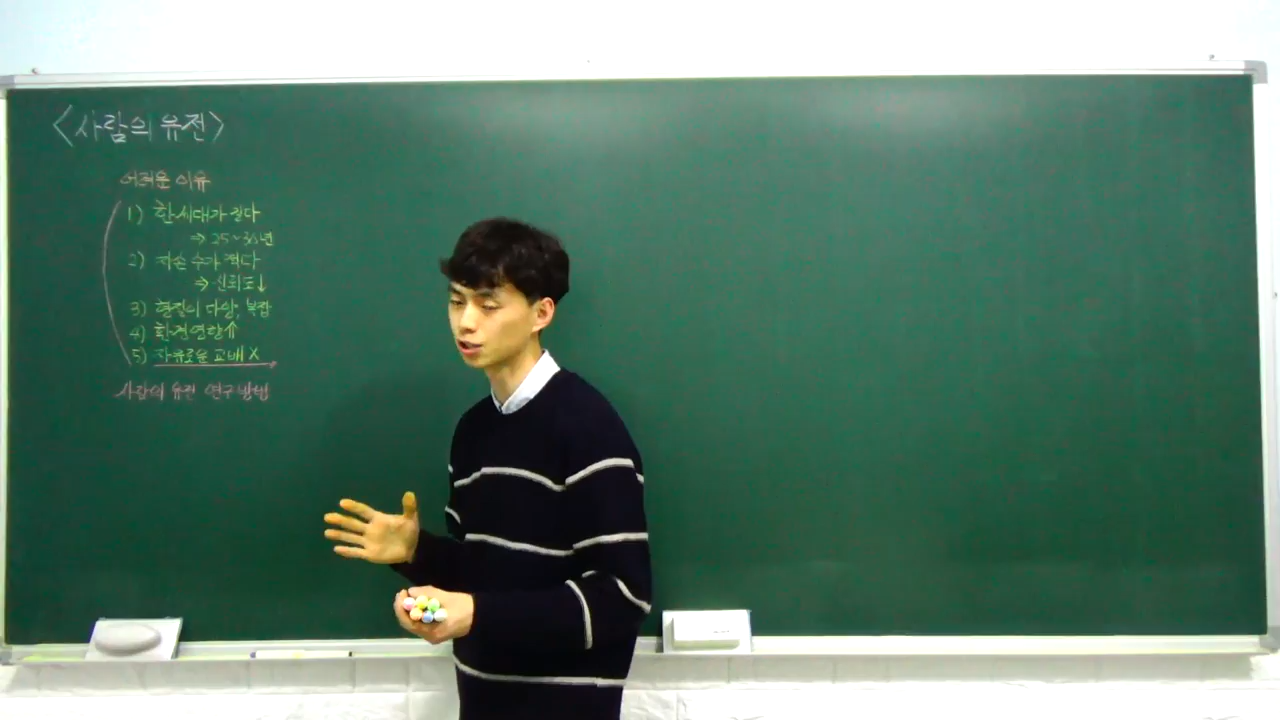 <사람의 유전>
어려운 이유
1) 한 세대가 길다
⇒ 25~30년
2) 자손 수가 적다
⇒ 신뢰도↓
3) 형질이 다양, 복잡
4) 환경영향↑
5) 자유로운 교배 X
사람의 유전 연구 방법